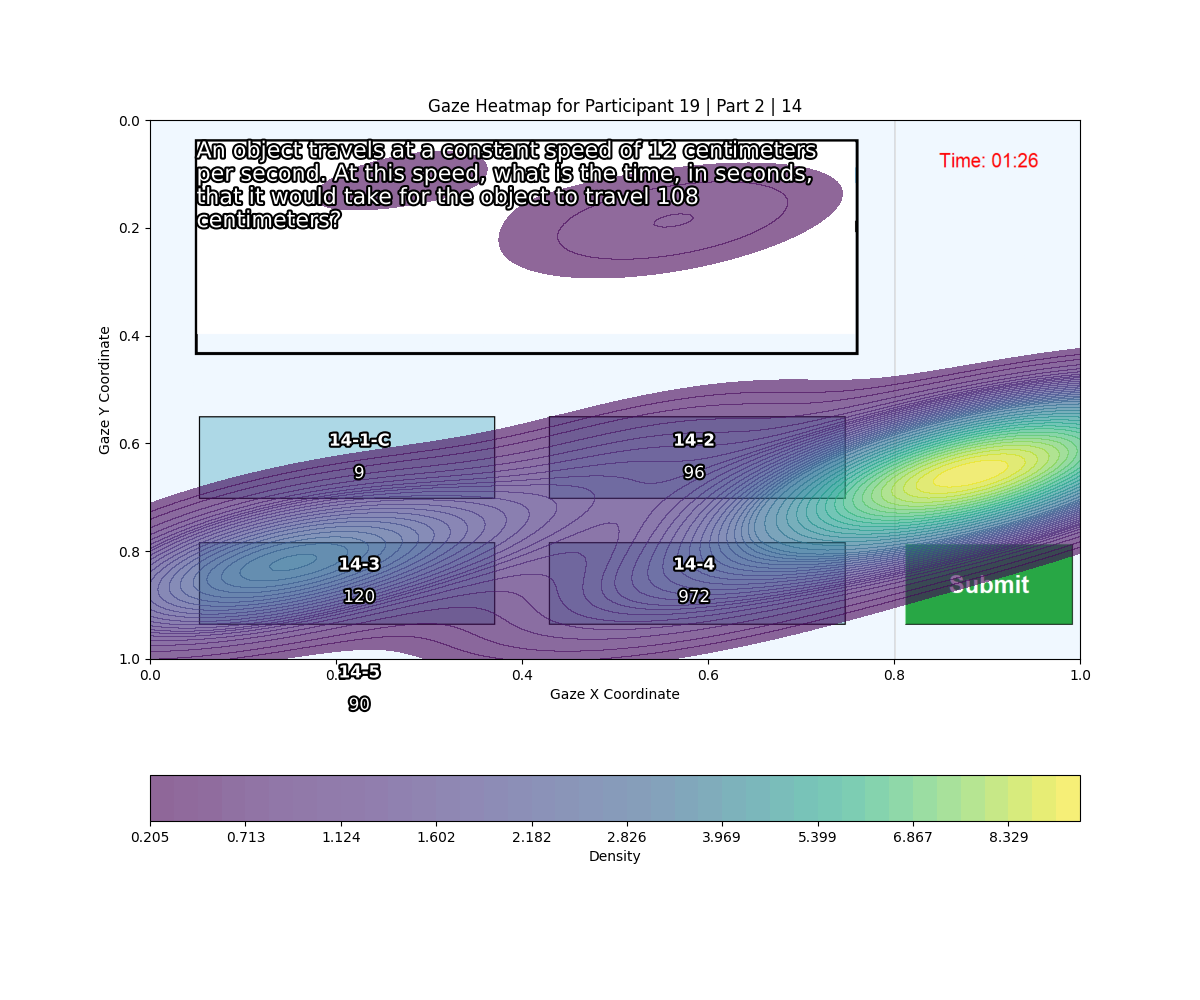 Gaze Heatmap for Participant 19 | Part 2 | 14
0.0
0.2
0.4
0.6
0.8
1.0
Gaze Y Coordinate
An object travels at a constant speed of 12 centimeters
per second. At this speed, what is the time, in seconds,
that it would take for the object to travel 108
centimeters?
Time: 01:26
14-1-C
9
14-2
96
14-3
120
14-4
972
Submit
14-5
90
0.0
0.2
0.4
0.6
0.8
1.0
Gaze X Coordinate
0.205
0.713
1.124
1.602
2.182
2.826
3.969
5.399
6.867
8.329
Density